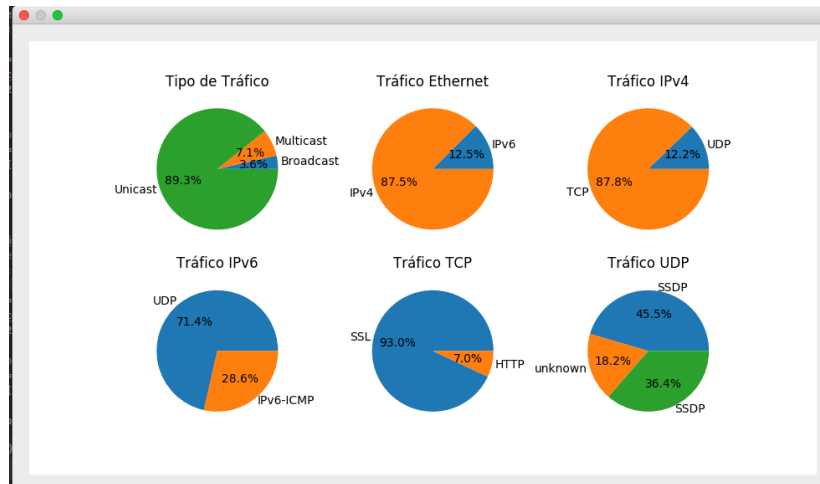 Tipo de Tráfico
Multicast
7.1%
Broadcast
3.6%
Unicast
89.3%
Tráfico Ethernet
IPv6
12.5%
IPv4
87.5%
Tráfico IPv4
UDP
12.2%
TCP
87.8%
Tráfico IPv6
UDP
71.4%
28.6%
IPv6-ICMP
Tráfico TCP
SSL
93.0%
7.0%
HTTP
Tráfico UDP
SSDP
45.5%
unknown
18.2%
36.4%
SSDP